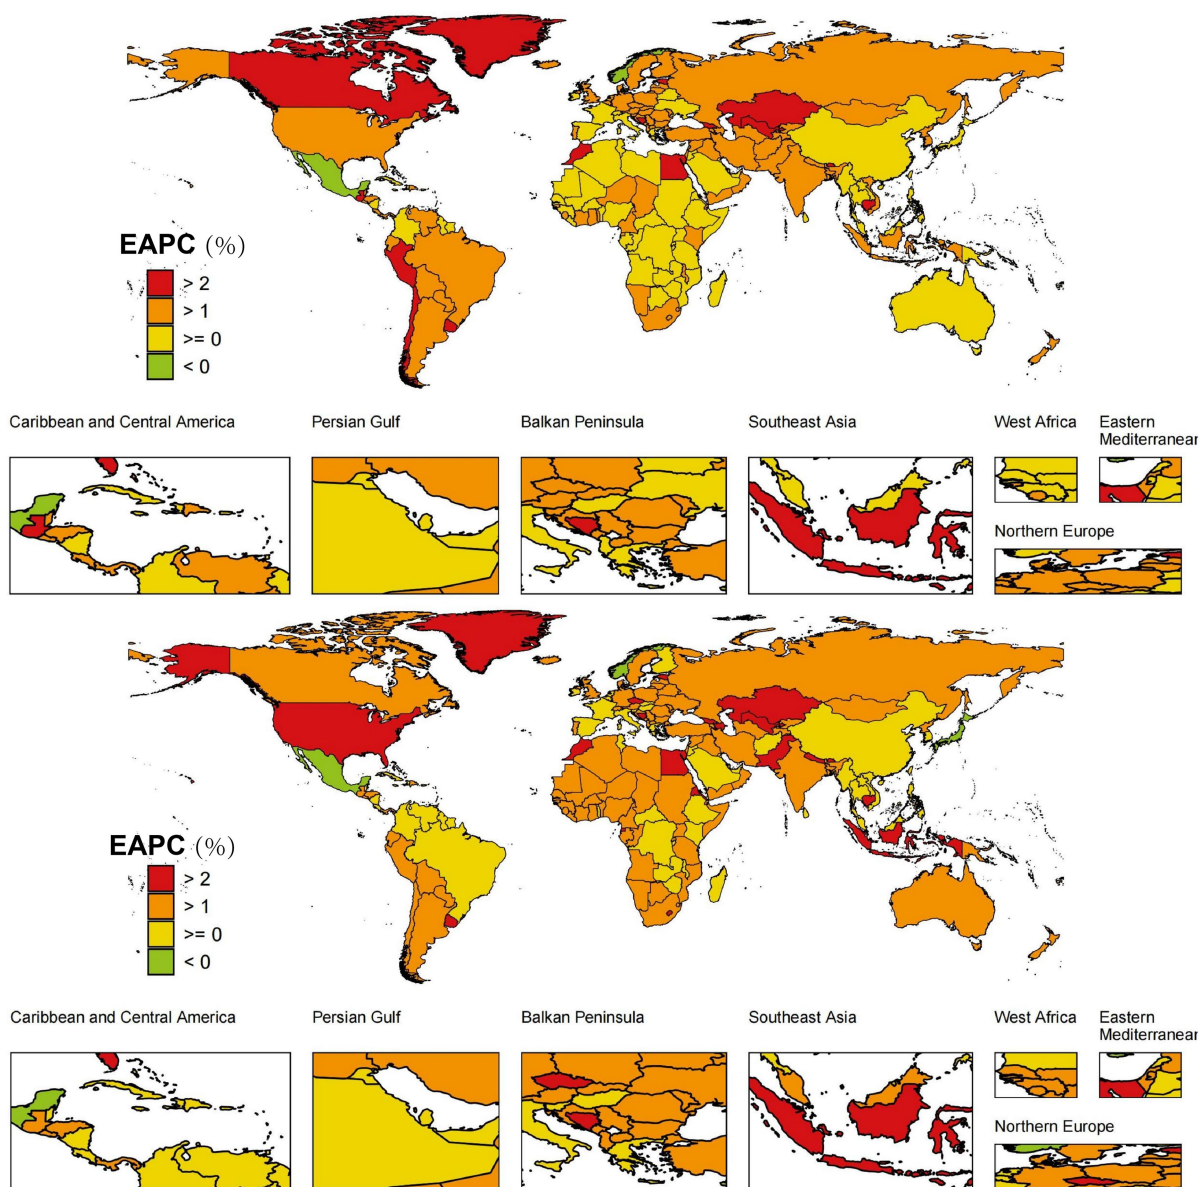 EAPC (%)
> 2
> 1
>= 0
< 0
Caribbean and Central America
Persian Gulf
Balkan Peninsula
Southeast Asia
West Africa
Eastern
Mediterranean
Northern Europe
EAPC (%)
> 2
> 1
>= 0
< 0
Caribbean and Central America
Persian Gulf
Balkan Peninsula
Southeast Asia
West Africa
Eastern
Mediterranean
Northern Europe